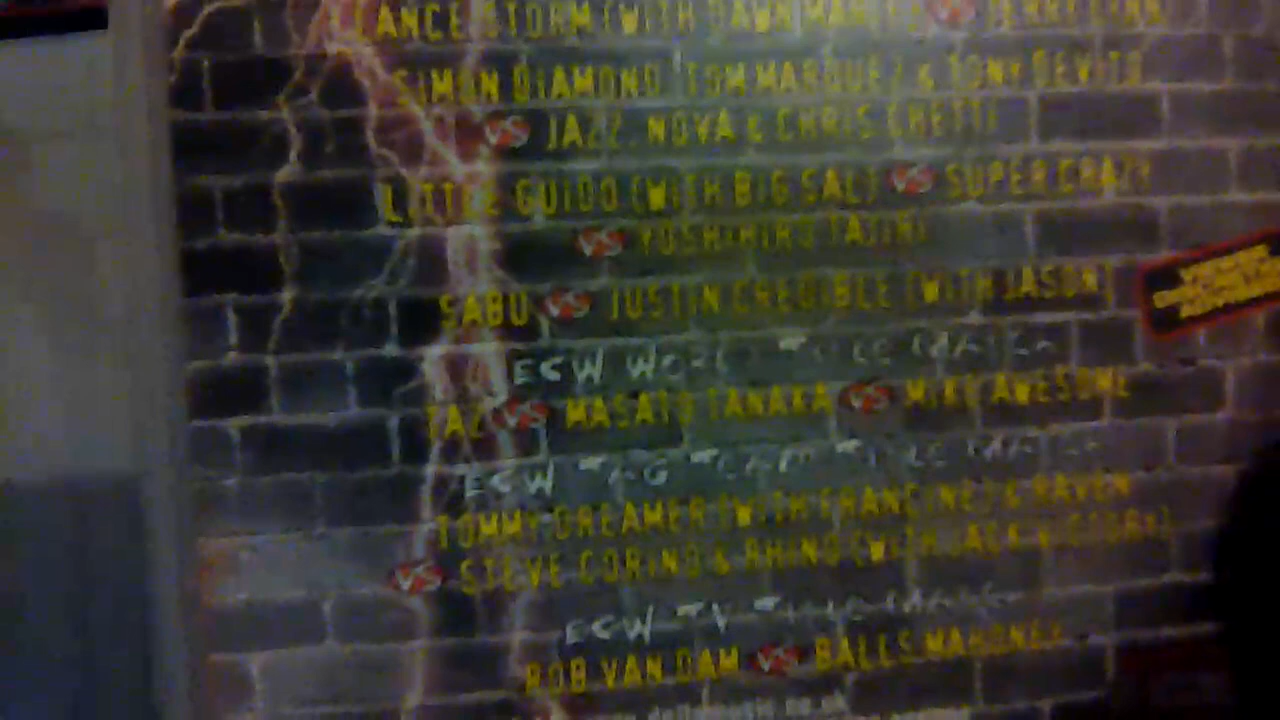 LANCE STORM (WITH DAWN MARIE) VS JERRY LYNN
SIMON DIAMOND, TOM MARQUEZ & TONY DEVITO
VS JAZZ, NOVA & CHRIS CHETTI
LITTLE GUIDO (WITH BIG SAL) VS SUPER CRAZY
VS YOSHIHIRO TAJIRI
SABU VS JUSTIN CREDIBLE (WITH JASON)
ECW WORLD TITLE MATCH
TAZ VS MASATO TANAKA VS MIKE AWESOME
ECW TAG TEAM TITLE MATCH
TOMMY DREAMER (WITH FRANCINE) & RAVEN
VS STEVE CORINO & RHINO (WITH JACK VICTORY)
ECW TV TITLE MATCH
ROB VAN DAM VS BALLS MAHONEY